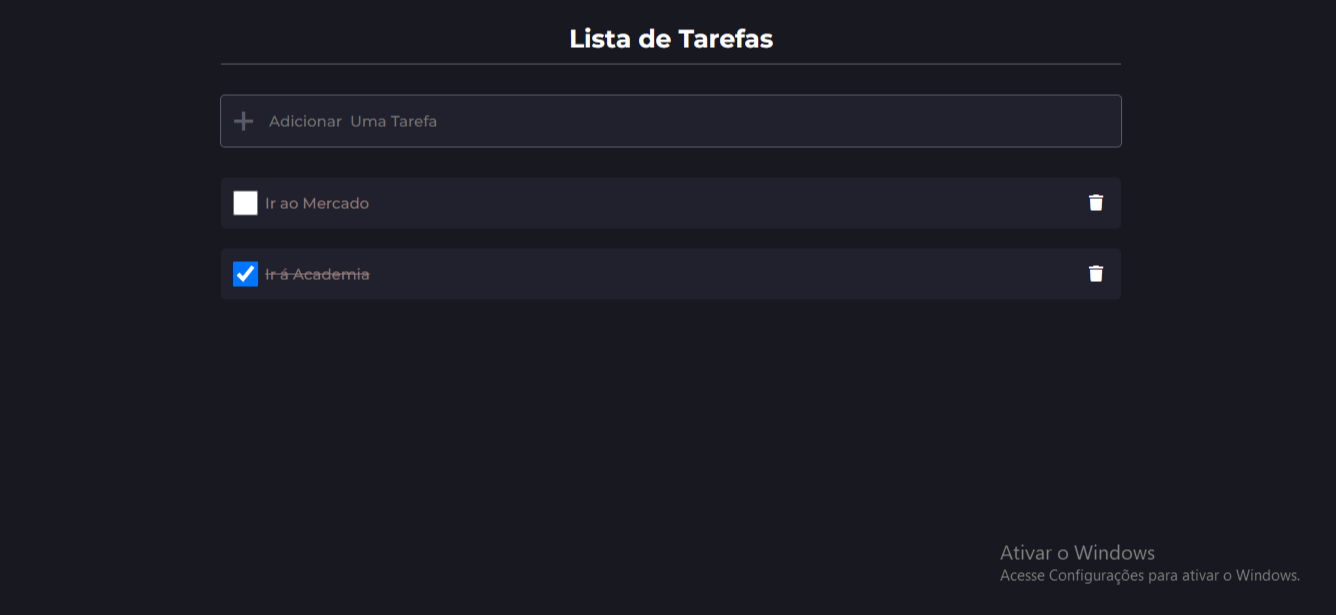 Lista de Tarefas
Adicionar Uma Tarefa
Ir ao Mercado
Ir á Academia
Ativar o Windows
Acesse Configurações para ativar o Windows.